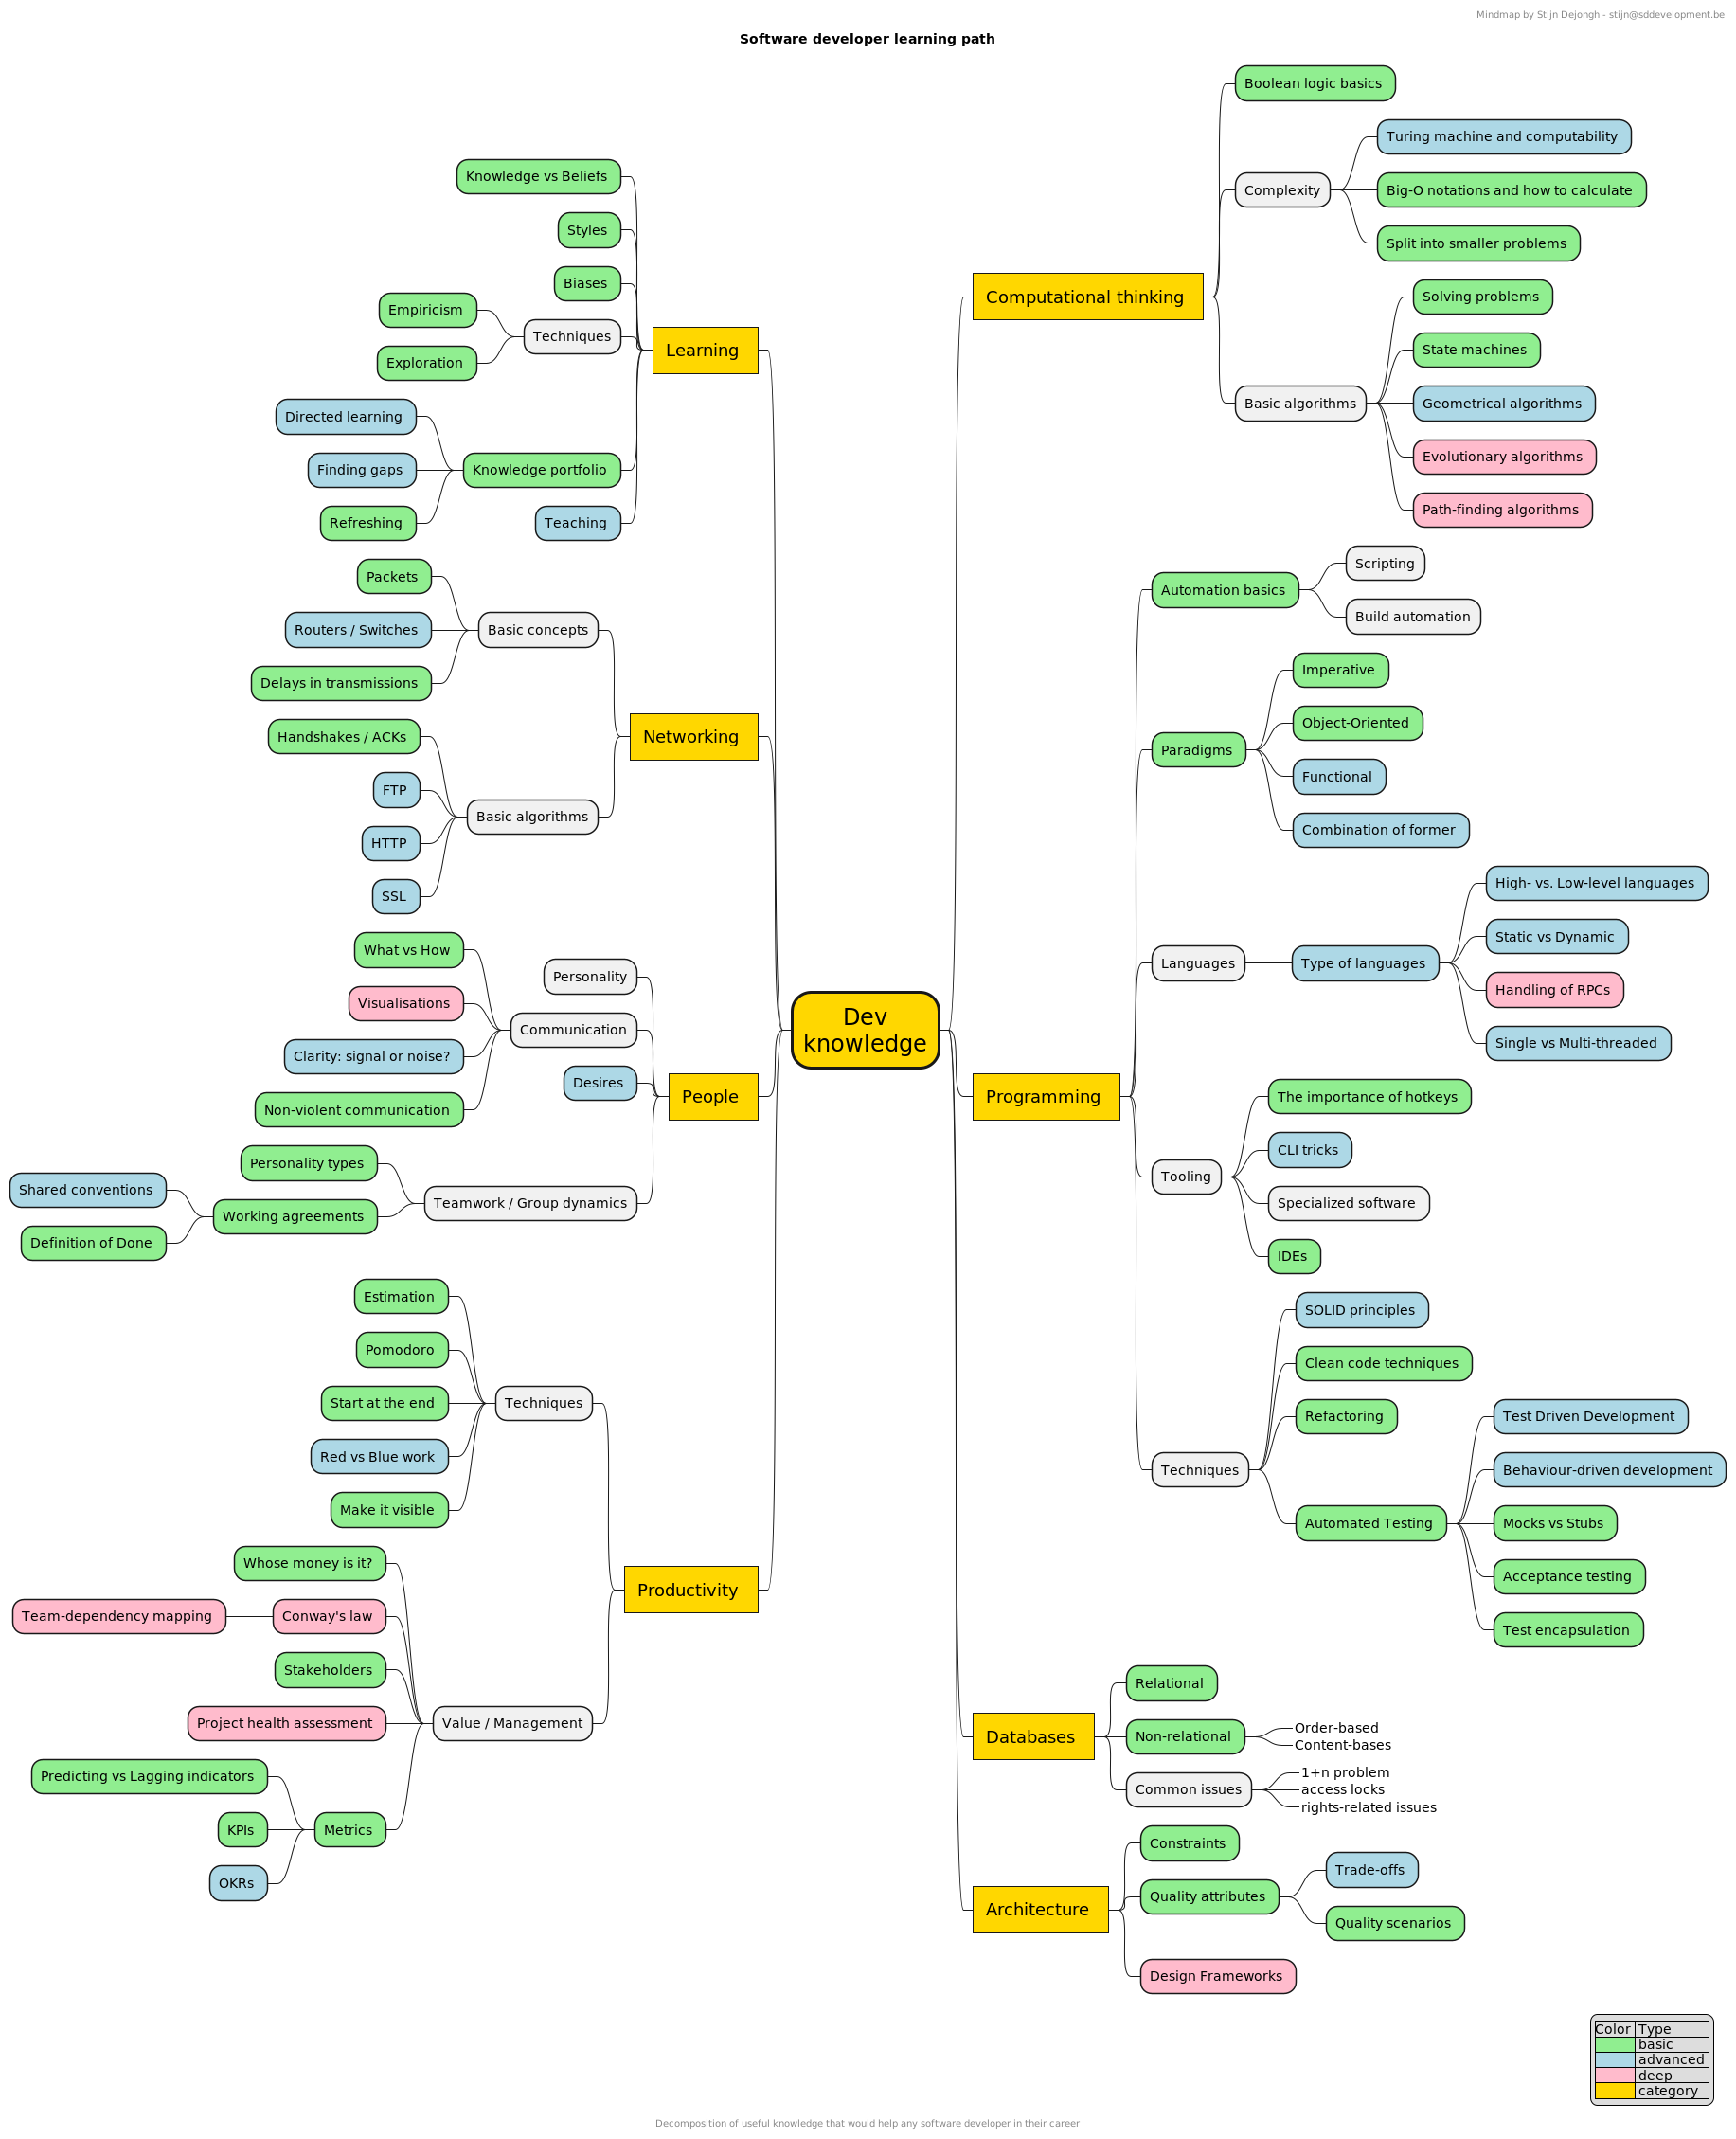 Mindmap by Stijn Dejongh - stijn@sddevelopment.be
Software developer learning path
Dev
knowledge
Computational thinking
Boolean logic basics
Complexity
Turing machine and computability
Big-O notations and how to calculate
Split into smaller problems
Basic algorithms
Solving problems
State machines
Geometrical algorithms
Evolutionary algorithms
Path-finding algorithms
Programming
Automation basics
Scripting
Build automation
Paradigms
Imperative
Object-Oriented
Functional
Combination of former
Languages
Type of languages
High- vs. Low-level languages
Static vs Dynamic
Handling of RPCs
Single vs Multi-threaded
Tooling
The importance of hotkeys
CLI tricks
Specialized software
IDEs
Techniques
SOLID principles
Clean code techniques
Refactoring
Automated Testing
Test Driven Development
Behaviour-driven development
Mocks vs Stubs
Acceptance testing
Test encapsulation
Databases
Relational
Non-relational
Order-based
Content-bases
Common issues
1+n problem
access locks
rights-related issues
Architecture
Constraints
Quality attributes
Trade-offs
Quality scenarios
Design Frameworks
Learning
Knowledge vs Beliefs
Styles
Biases
Techniques
Empiricism
Exploration
Knowledge portfolio
Directed learning
Finding gaps
Refreshing
Teaching
Networking
Basic concepts
Packets
Routers / Switches
Delays in transmissions
Basic algorithms
Handshakes / ACKs
FTP
HTTP
SSL
People
Personality
Communication
What vs How
Visualisations
Clarity: signal or noise?
Non-violent communication
Desires
Teamwork / Group dynamics
Personality types
Working agreements
Shared conventions
Definition of Done
Productivity
Techniques
Estimation
Pomodoro
Start at the end
Red vs Blue work
Make it visible
Value / Management
Whose money is it?
Conway's law
Team-dependency mapping
Stakeholders
Project health assessment
Metrics
Predicting vs Lagging indicators
KPIs
OKRs
Color Type
basic
advanced
deep
category
Decomposition of useful knowledge that would help any software developer in their career